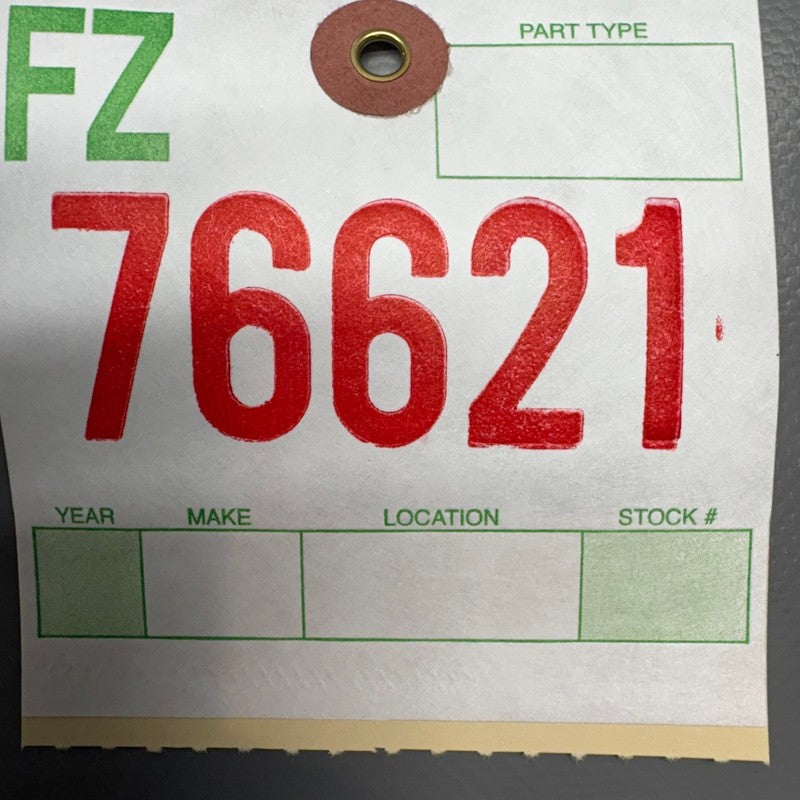 FZ
PART TYPE
76621
YEAR MAKE LOCATION STOCK #